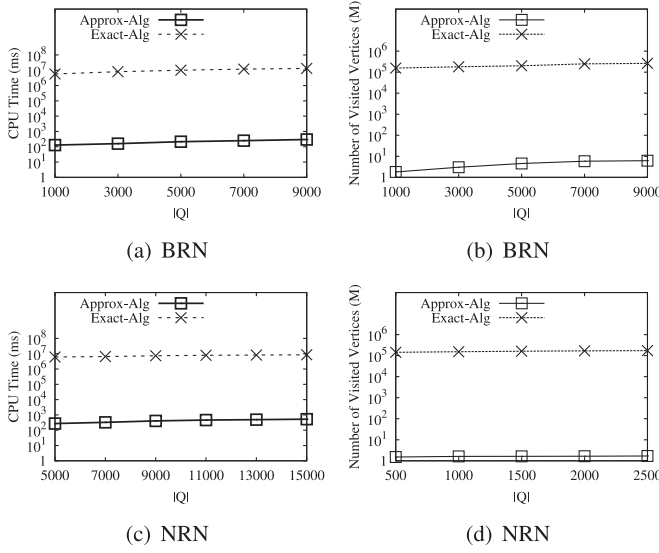 Approx-Alg
Exact-Alg
CPU Time (ms)
10^8
10^7
10^6
10^5
10^4
10^3
10^2
10^1
1
1000 3000 5000 7000 9000
|Q|
(a) BRN
Approx-Alg
Exact-Alg
Number of Visited Vertices (M)
10^6
10^5
10^4
10^3
10^2
10^1
1
1000 3000 5000 7000 9000
|Q|
(b) BRN
Approx-Alg
Exact-Alg
CPU Time (ms)
10^8
10^7
10^6
10^5
10^4
10^3
10^2
10^1
1
5000 7000 9000 11000 13000 15000
|Q|
(c) NRN
Approx-Alg
Exact-Alg
Number of Visited Vertices (M)
10^6
10^5
10^4
10^3
10^2
10^1
1
500 1000 1500 2000 2500
|Q|
(d) NRN